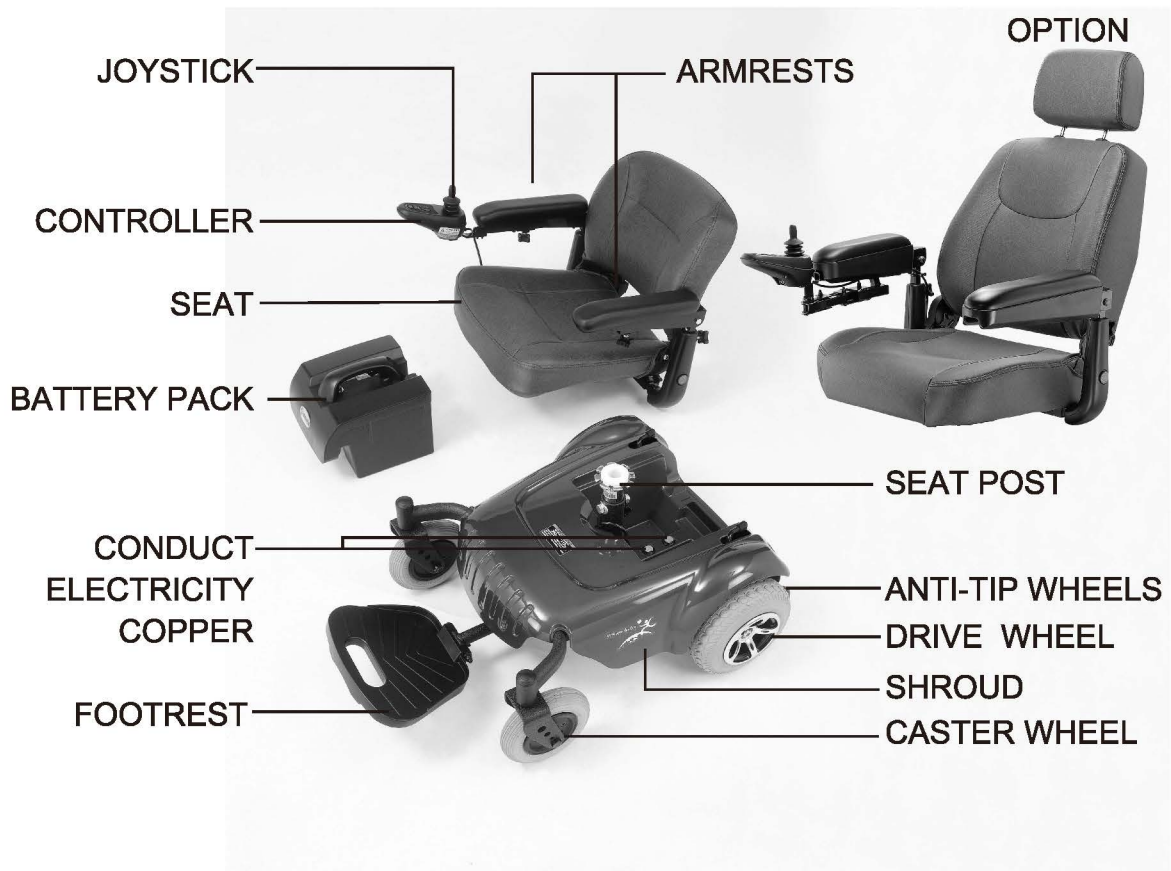 OPTION
JOYSTICK
ARMRESTS
CONTROLLER
SEAT
BATTERY PACK
SEAT POST
CONDUCT
ELECTRICITY
COPPER
ANTI-TIP WHEELS
DRIVE WHEEL
SHROUD
FOOTREST
CASTER WHEEL